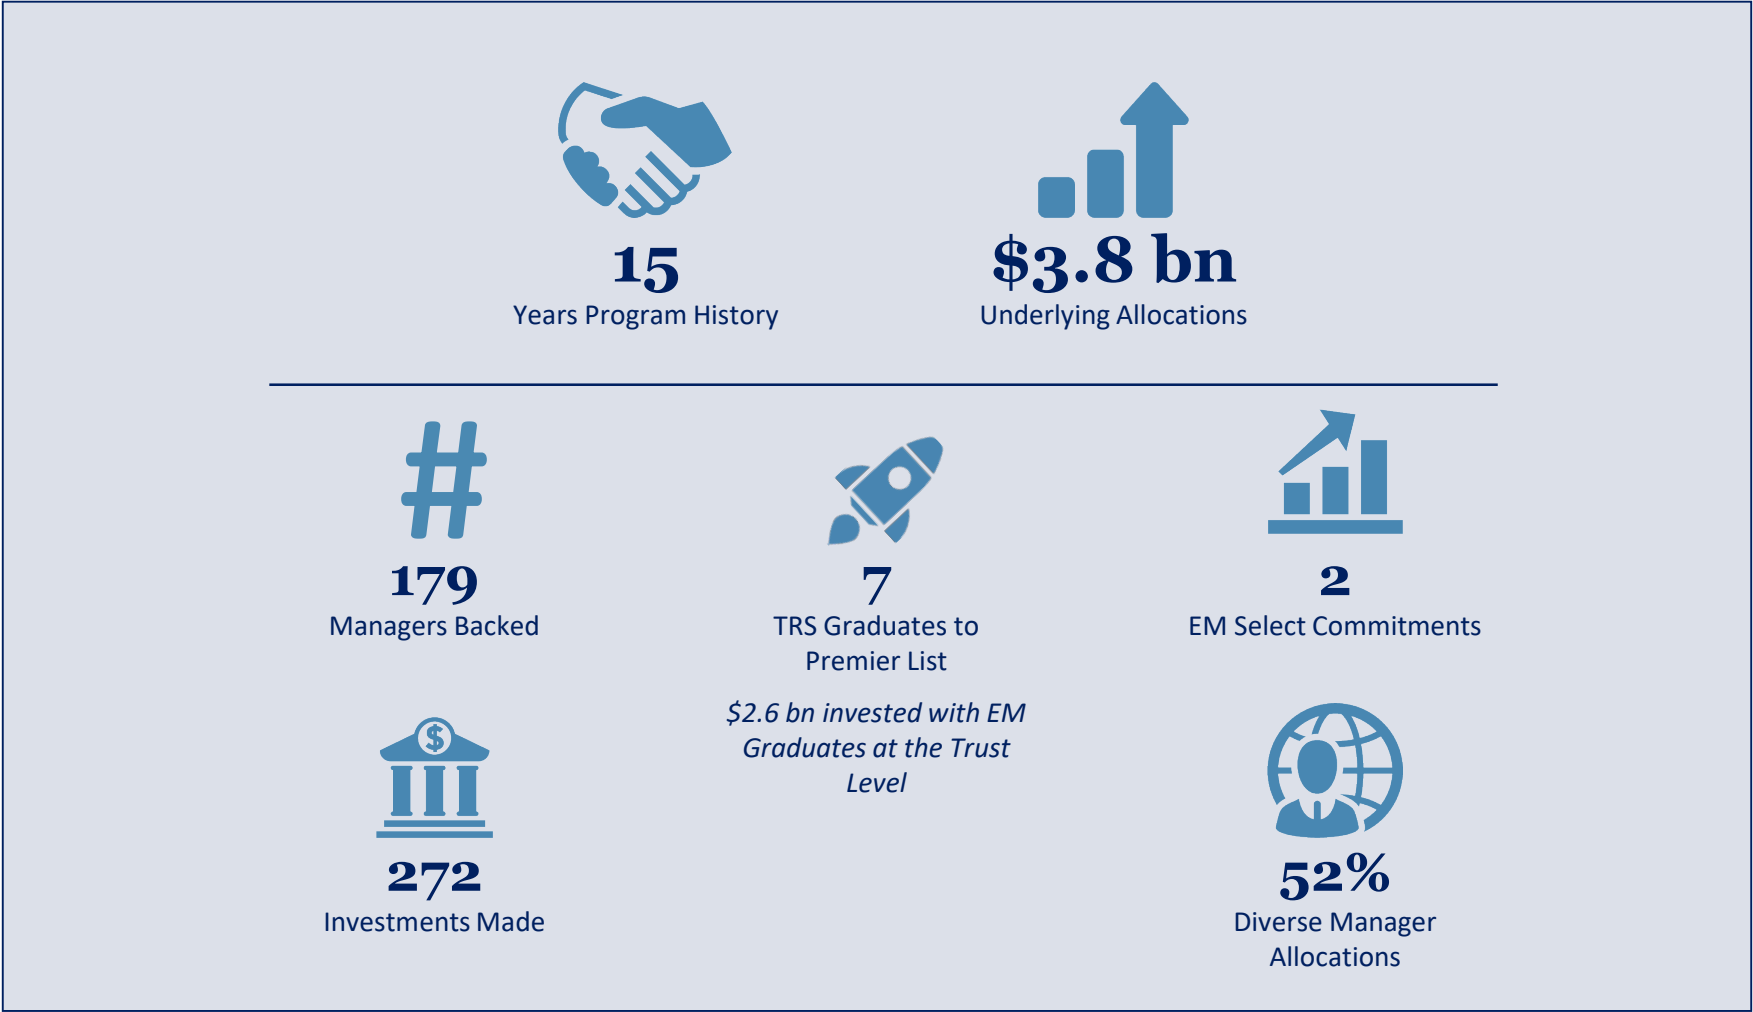 15
Years Program History
$3.8 bn
Underlying Allocations
#
179
Managers Backed
7
TRS Graduates to
Premier List
$2.6 bn invested with EM
Graduates at the Trust
Level
2
EM Select Commitments
$
272
Investments Made
52%
Diverse Manager
Allocations